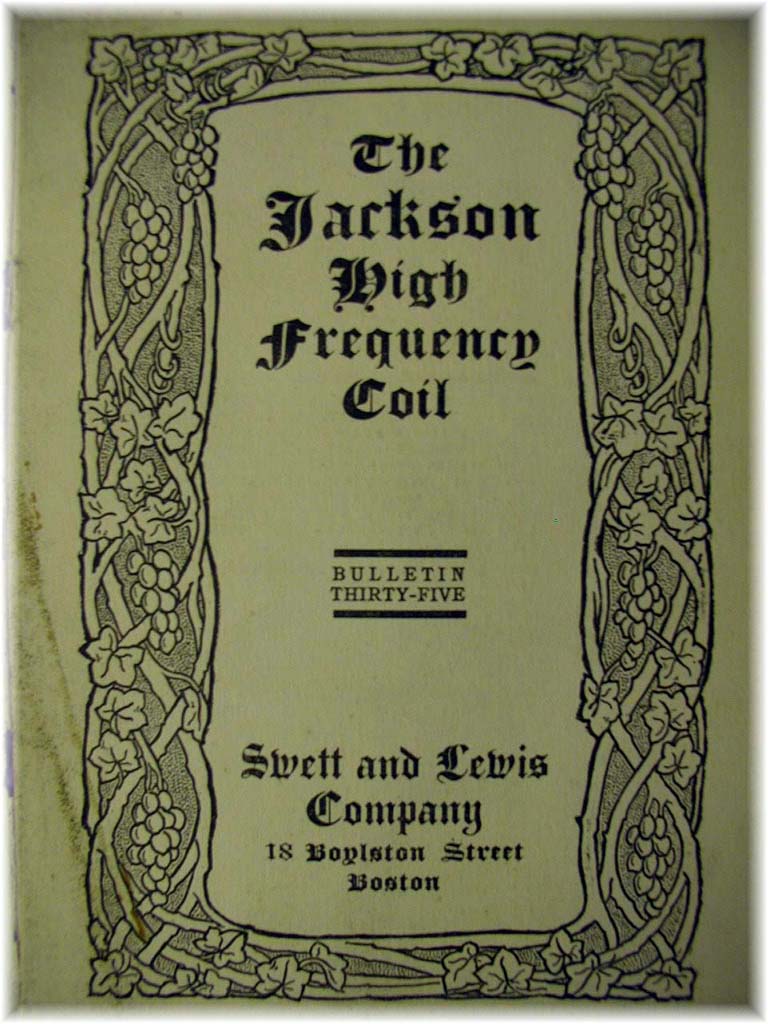 The
Jackson
High
Frequency
Coil
BULLETIN
THIRTY-FIVE
Swett and Lewis
Company
18 Boylston Street
Boston